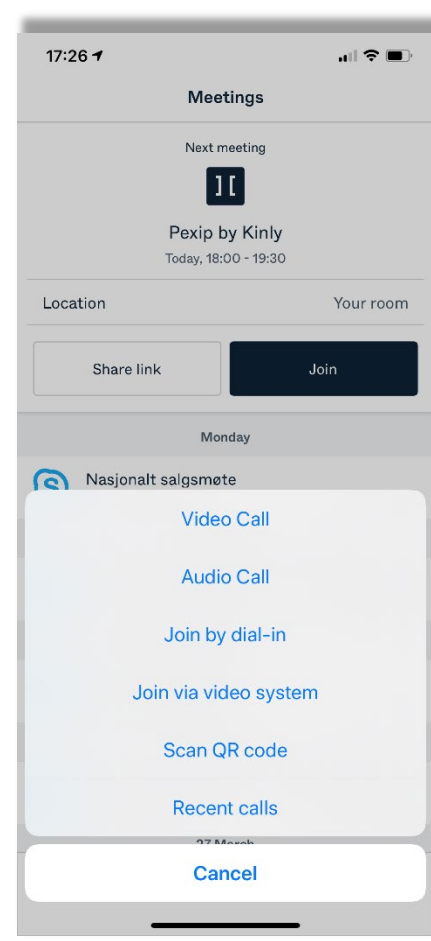 17:26
Meetings
Next meeting
][
Pexip by Kinly
Today, 18:00 - 19:30
Location Your room
Share link Join
Monday
S Nasjonalt salgsmøte
Video Call
Audio Call
Join by dial-in
Join via video system
Scan QR code
Recent calls
27 March
Cancel